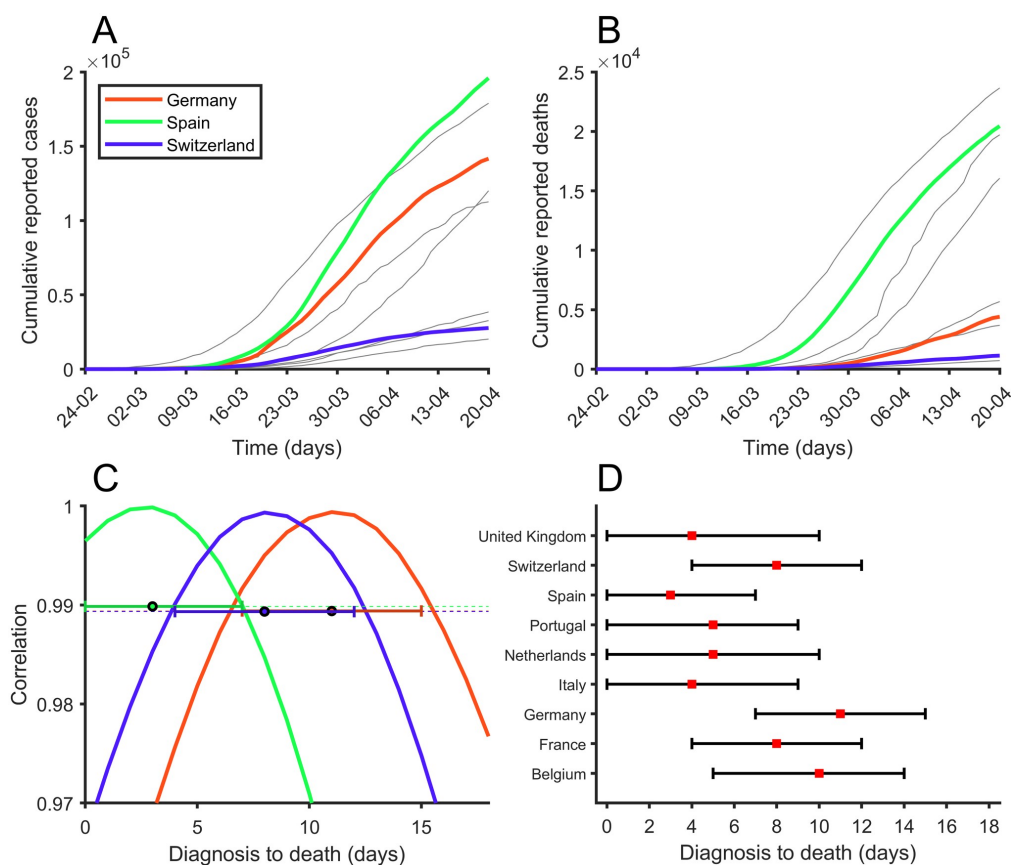 A
B
×10⁵
×10⁴
Cumulative reported cases
2
1.5
1
0.5
0
Germany
Spain
Switzerland
24-02
02-03
09-03
16-03
23-03
30-03
06-04
13-04
20-04
Time (days)
Cumulative reported deaths
2.5
2
1.5
1
0.5
0
24-02
02-03
09-03
16-03
23-03
30-03
06-04
13-04
20-04
Time (days)
C
Correlation
1
0.99
0.98
0.97
0
5
10
15
Diagnosis to death (days)
D
United Kingdom
Switzerland
Spain
Portugal
Netherlands
Italy
Germany
France
Belgium
0 2 4 6 8 10 12 14 16 18
Diagnosis to death (days)